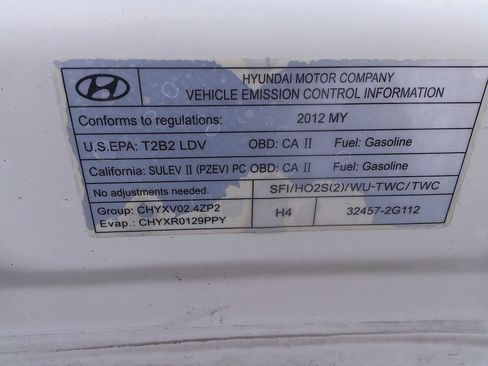 HYUNDAI MOTOR COMPANY
VEHICLE EMISSION CONTROL INFORMATION
Conforms to regulations: 2012 MY
U.S.EPA: T2B2 LDV OBD: CA II Fuel: Gasoline
California: SULEV II (PZEV) PC OBD: CA II Fuel: Gasoline
No adjustments needed. SFI/HO2S(2)/WU-TWC/TWC
Group: CHYXV02.4ZP2
Evap.: CHYXR0129PPY
H4 32457-2G112